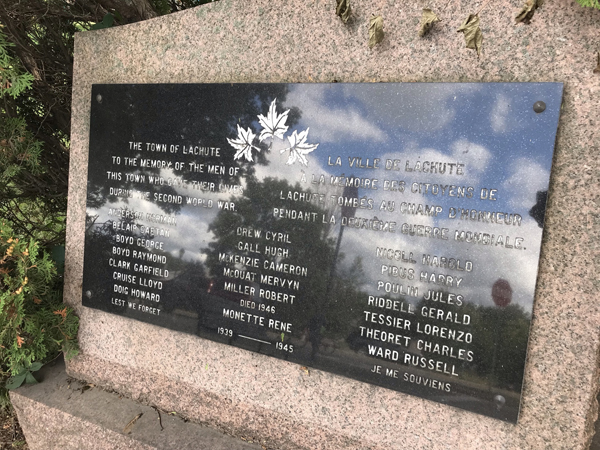 THE TOWN OF LACHUTE
TO THE MEMORY OF THE MEN OF
THIS TOWN WHO GAVE THEIR LIVES
DURING THE SECOND WORLD WAR.
LA VILLE DE LACHUTE
À LA MÉMOIRE DES CITOYENS DE
LACHUTE TOMBÉS AU CHAMP D'HONNEUR
PENDANT LA DEUXIÈME GUERRE MONDIALE.
NORMAN
BELAIR GAETAN
BOYD GEORGE
BOYD RAYMOND
CLARK GARFIELD
CRUISE LLOYD
DOIG HOWARD
LEST WE FORGET
DREW CYRIL
GALL HUGH
McKENZIE CAMERON
McOUAT MERVYN
MILLER ROBERT
DIED 1946
MONETTE RENE
1939 — 1945
NICOLL HAROLD
PIBUS HARRY
POULIN JULES
RIDDELL GERALD
TESSIER LORENZO
THEORET CHARLES
WARD RUSSELL
JE ME SOUVIENS